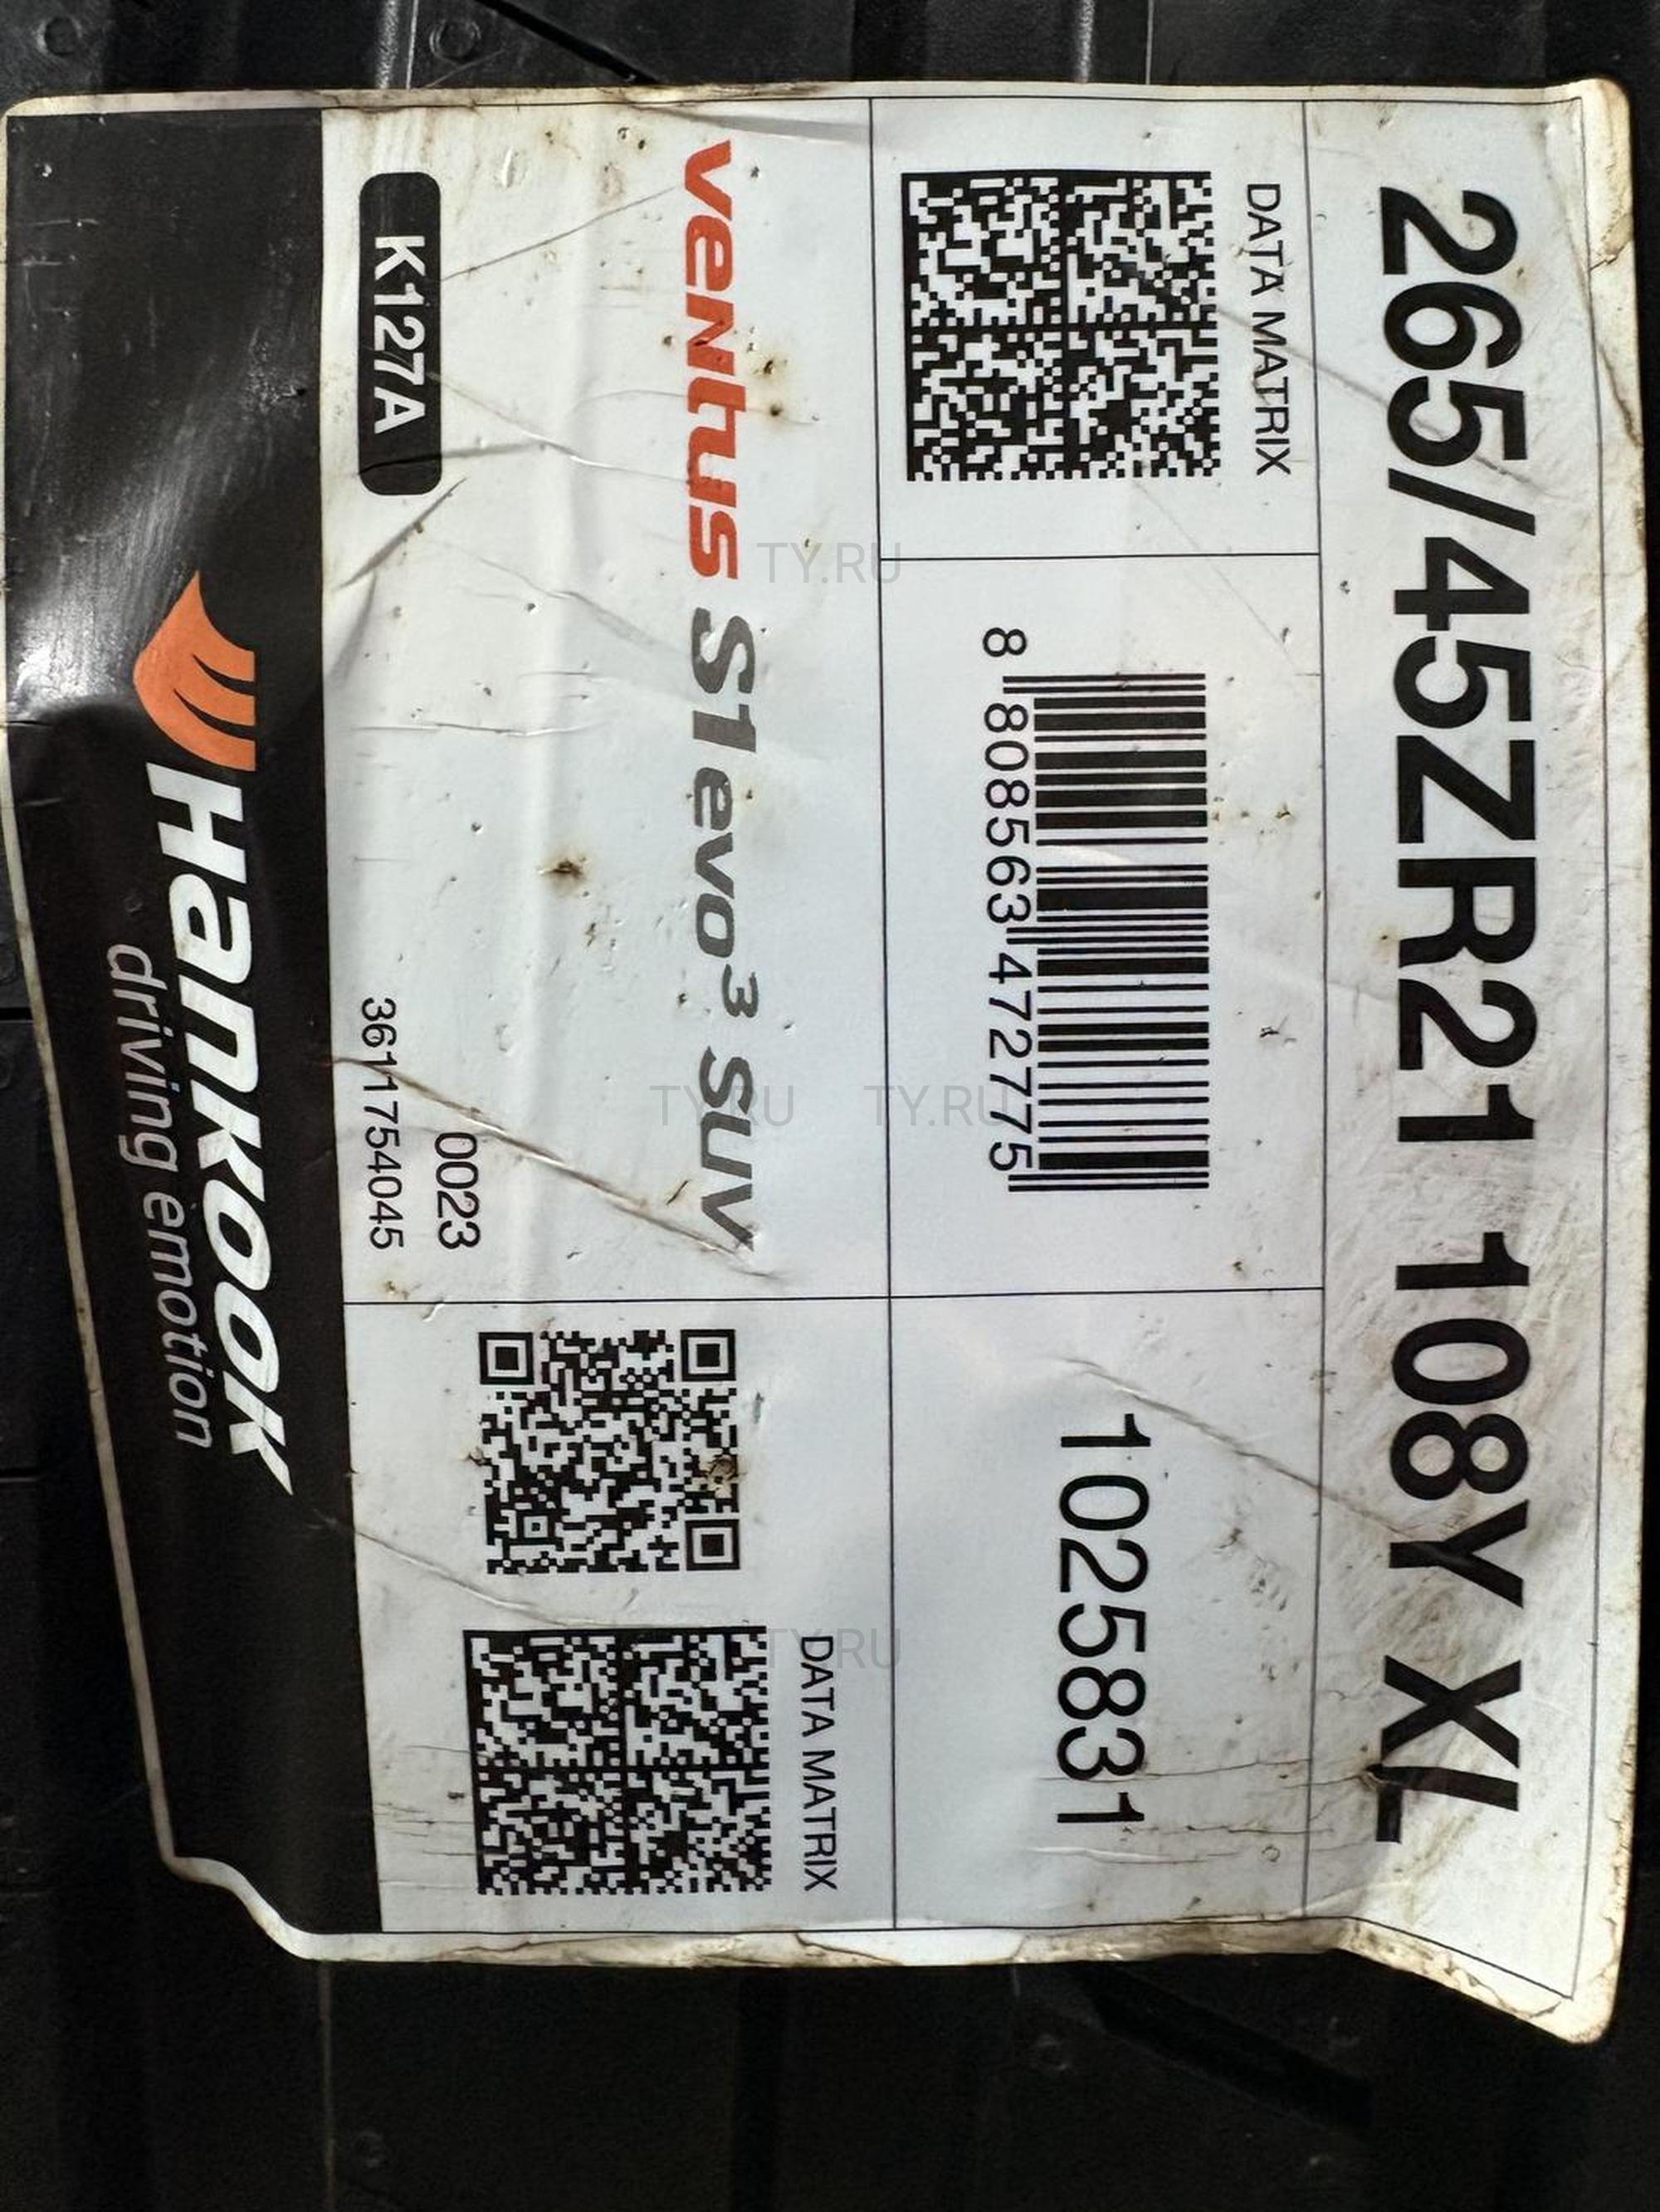 265/45ZR21 108Y XL
DATA MATRIX
8 808563 472775
1025831
ventus S1 evo³ SUV
K127A
0023
3611754045
DATA MATRIX
Hankook
driving emotion
TY.RU
TY.RU TY.RU
TY.RU